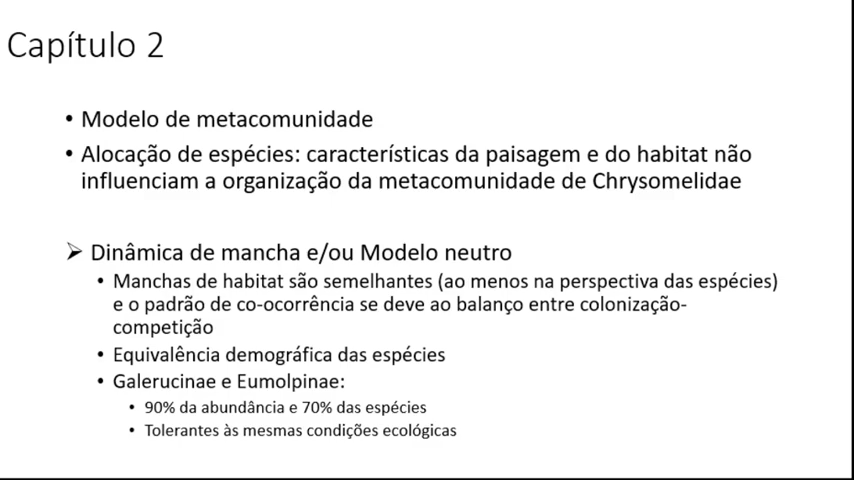 Capítulo 2
• Modelo de metacomunidade
• Alocação de espécies: características da paisagem e do habitat não
influenciam a organização da metacomunidade de Chrysomelidae
➢ Dinâmica de mancha e/ou Modelo neutro
• Manchas de habitat são semelhantes (ao menos na perspectiva das espécies)
e o padrão de co-ocorrência se deve ao balanço entre colonização-
competição
• Equivalência demográfica das espécies
• Galerucinae e Eumolpinae:
• 90% da abundância e 70% das espécies
• Tolerantes às mesmas condições ecológicas